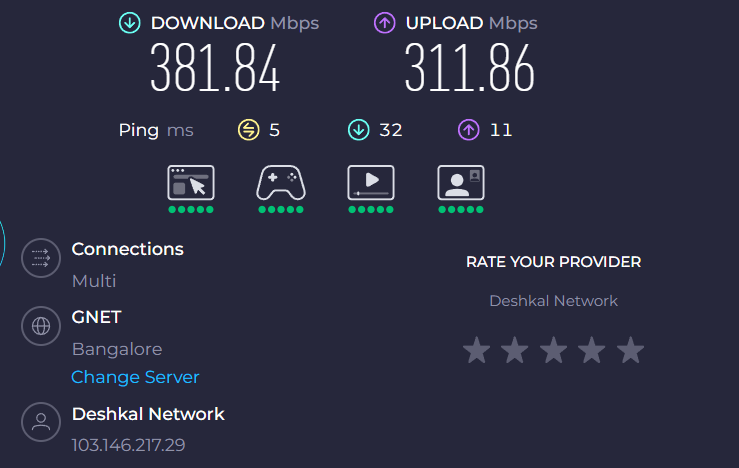 DOWNLOAD Mbps
381.84
UPLOAD Mbps
311.86
Ping ms 5 32 11
Connections
Multi
GNET
Bangalore
Change Server
Deshkal Network
103.146.217.29
RATE YOUR PROVIDER
Deshkal Network